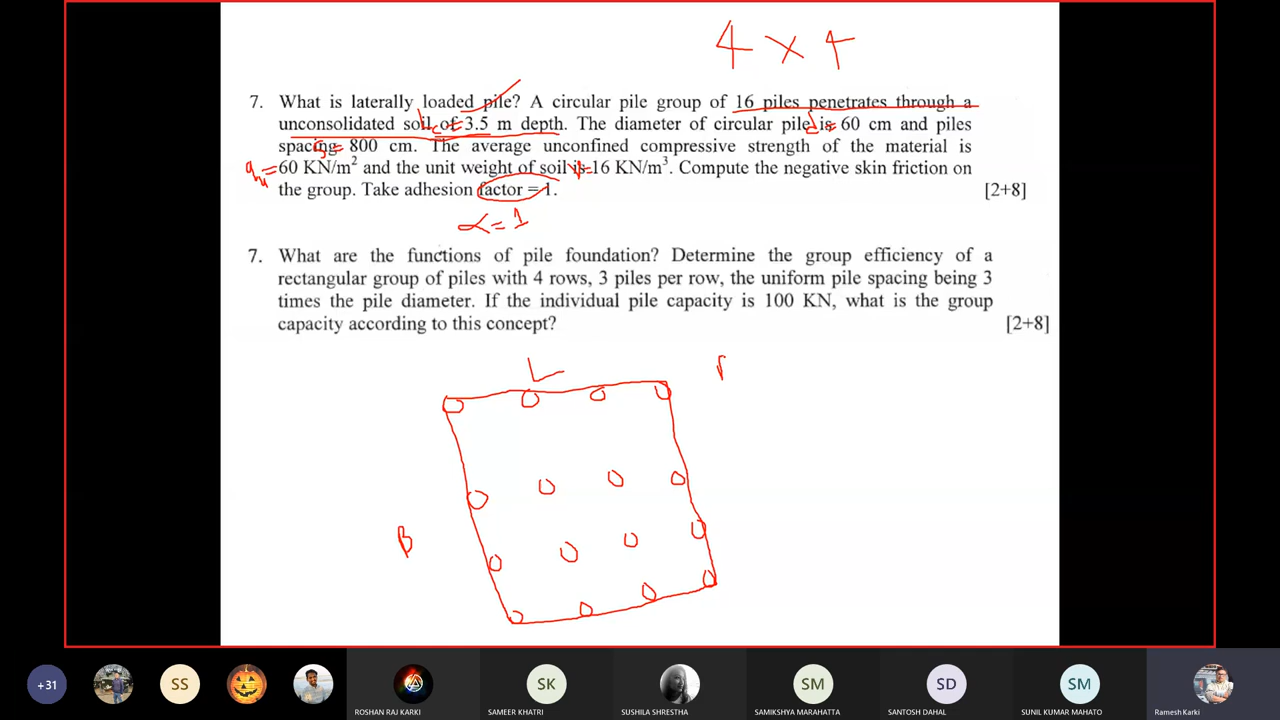 4 × 4
7. What is laterally loaded pile? A circular pile group of 16 piles penetrates through a
unconsolidated soil of 3.5 m depth. The diameter of circular pile is 60 cm and piles
spacing 800 cm. The average unconfined compressive strength of the material is
qu = 60 KN/m² and the unit weight of soil is 16 KN/m³. Compute the negative skin friction on
the group. Take adhesion factor = 1. [2+8]
α = 1
7. What are the functions of pile foundation? Determine the group efficiency of a
rectangular group of piles with 4 rows, 3 piles per row, the uniform pile spacing being 3
times the pile diameter. If the individual pile capacity is 100 KN, what is the group
capacity according to this concept? [2+8]
L
B
+31
SS
ROSHAN RAJ KARKI
SK
SAMEER KHATRI
SUSHILA SHRESTHA
SM
SAMIKSHYA MARAHATTA
SD
SANTOSH DAHAL
SM
SUNIL KUMAR MAHATO
Ramesh Karki